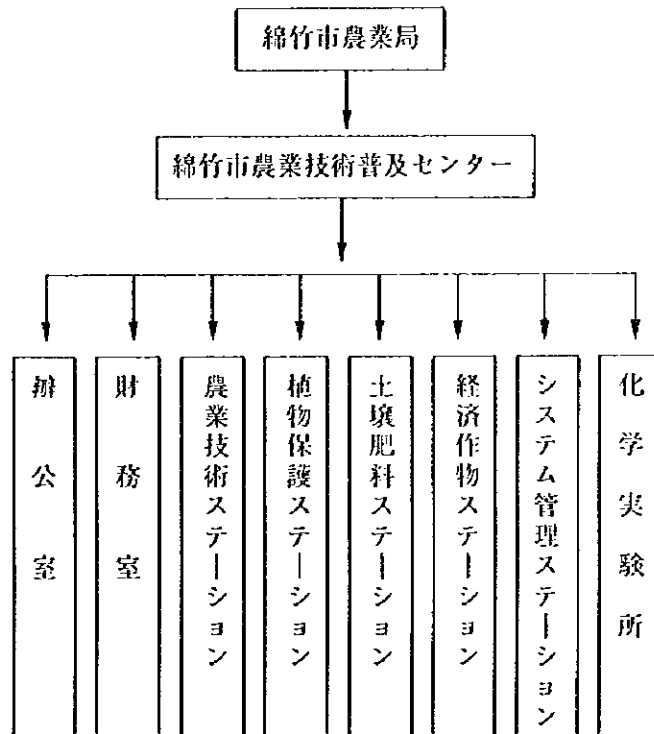 綿竹市農業局
綿竹市農業技術普及センター
辦公室
財務室
農業技術ステーション
植物保護ステーション
土壌肥料ステーション
経済作物ステーション
システム管理ステーション
化学実験所